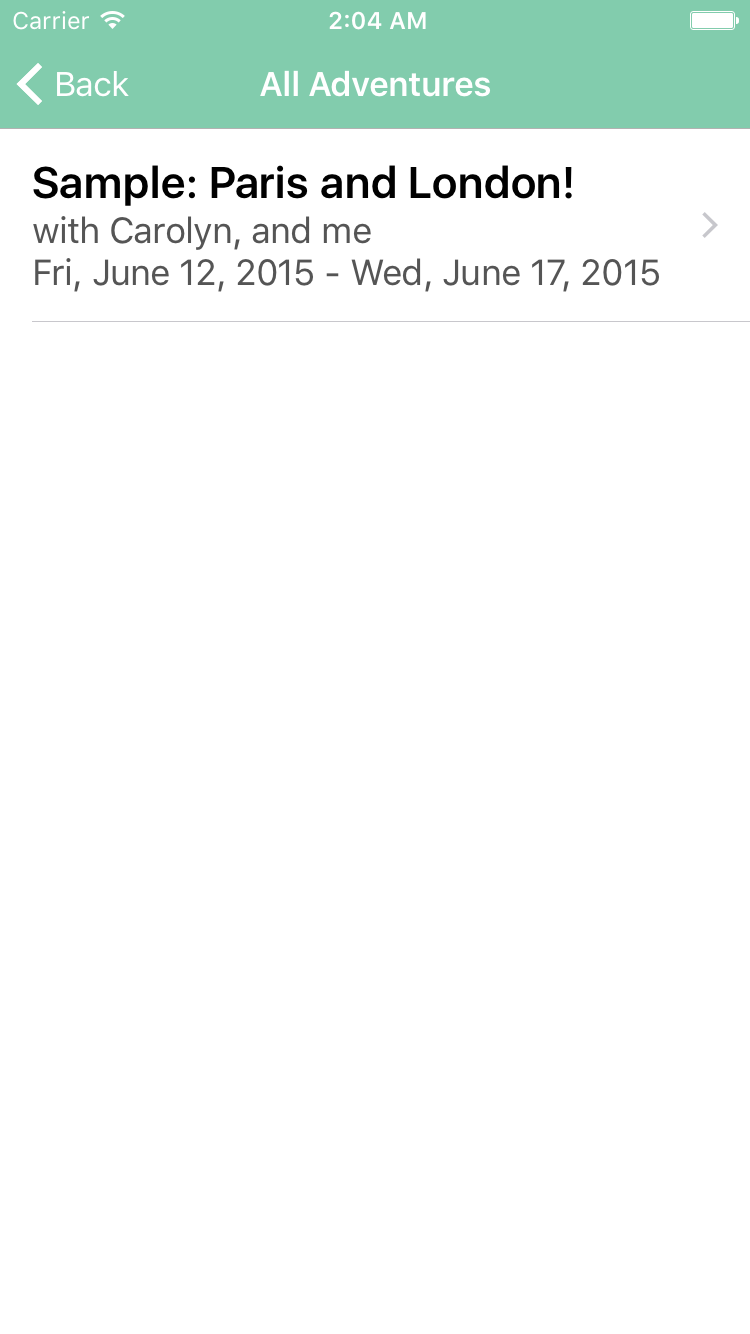 Carrier 2:04 AM
Back All Adventures
Sample: Paris and London!
with Carolyn, and me
Fri, June 12, 2015 - Wed, June 17, 2015